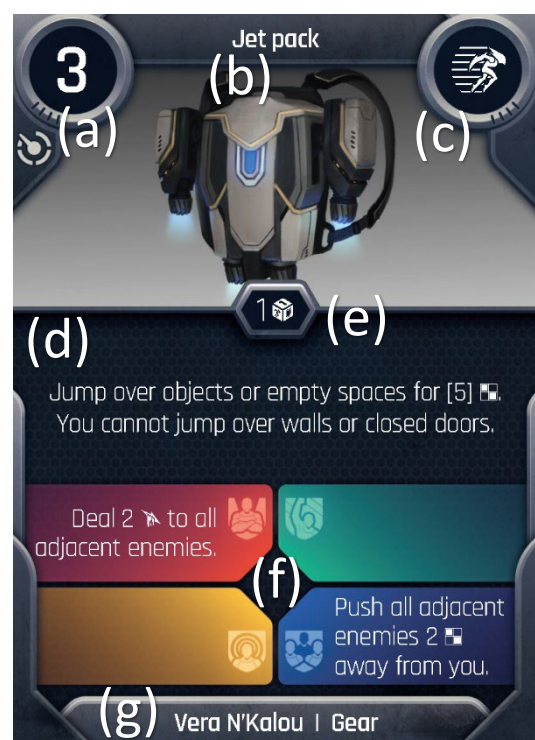 Jet pack
3
(b)
(a)
(c)
1
(e)
(d)
Jump over objects or empty spaces for [5] .
You cannot jump over walls or closed doors.
Deal 2 to all
adjacent enemies.
(f)
Push all adjacent
enemies 2
away from you.
(g)
Vera N'Kalou | Gear